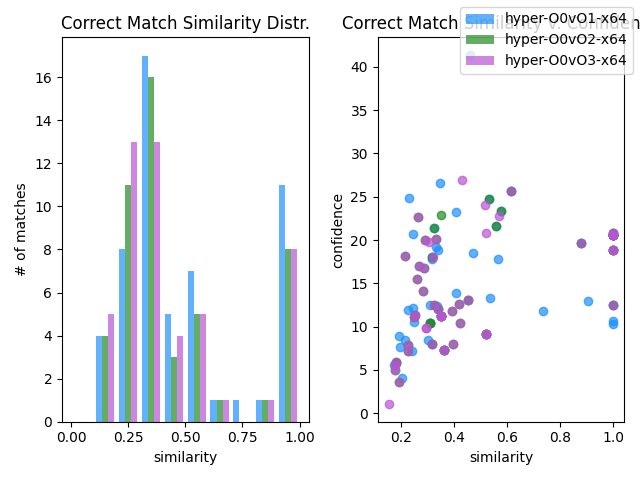 Correct Match Similarity Distr.
# of matches
16
14
12
10
8
6
4
2
0
0.00 0.25 0.50 0.75 1.00
similarity
Correct Match Similarity v. Confiden
hyper-O0vO1-x64
hyper-O0vO2-x64
hyper-O0vO3-x64
confidence
40
35
30
25
20
15
10
5
0
0.2 0.4 0.6 0.8 1.0
similarity